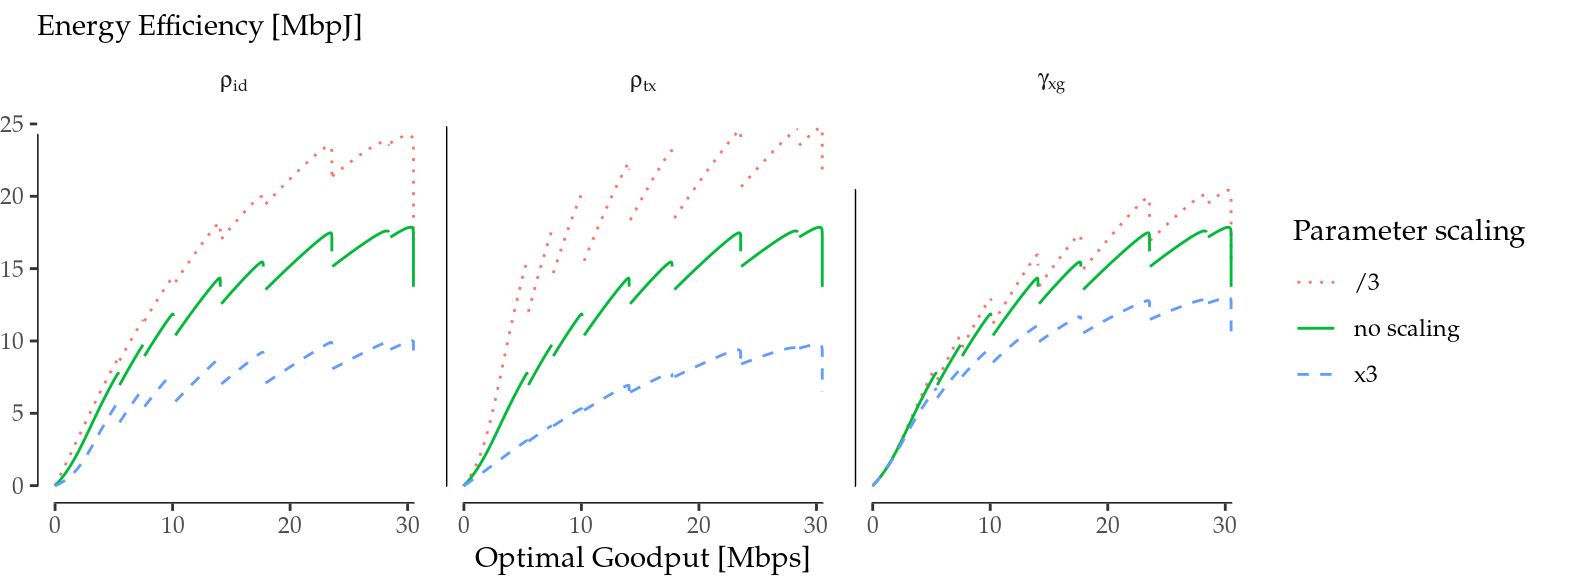 Energy Efficiency [MbpJ]
ρid ρtx γxg
25
20
15
10
5
0
0 10 20 30 0 10 20 30 0 10 20 30
Optimal Goodput [Mbps]
Parameter scaling
/3
no scaling
x3